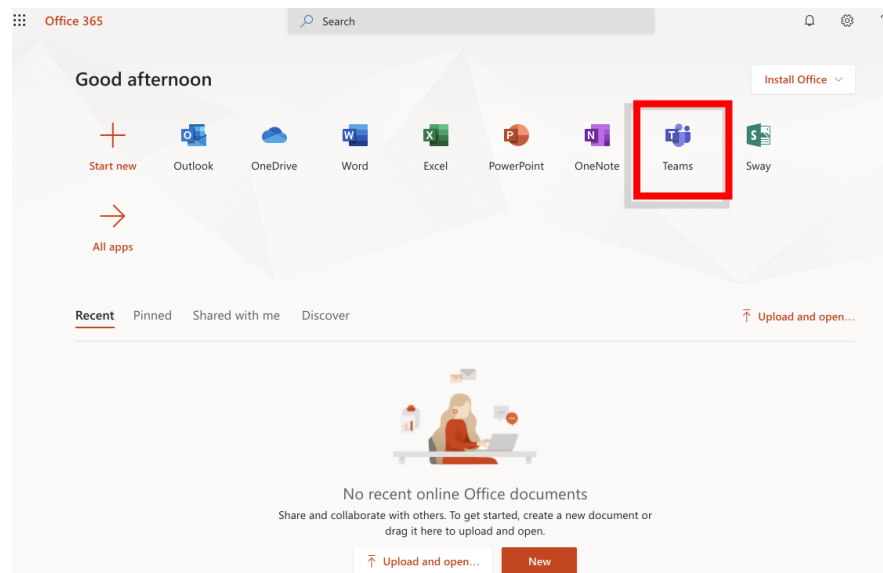 Office 365
Search
Good afternoon
Install Office
Start new
Outlook
OneDrive
Word
Excel
PowerPoint
OneNote
Teams
Sway
All apps
Recent
Pinned
Shared with me
Discover
Upload and open...
No recent online Office documents
Share and collaborate with others. To get started, create a new document or
drag it here to upload and open.
Upload and open...
New